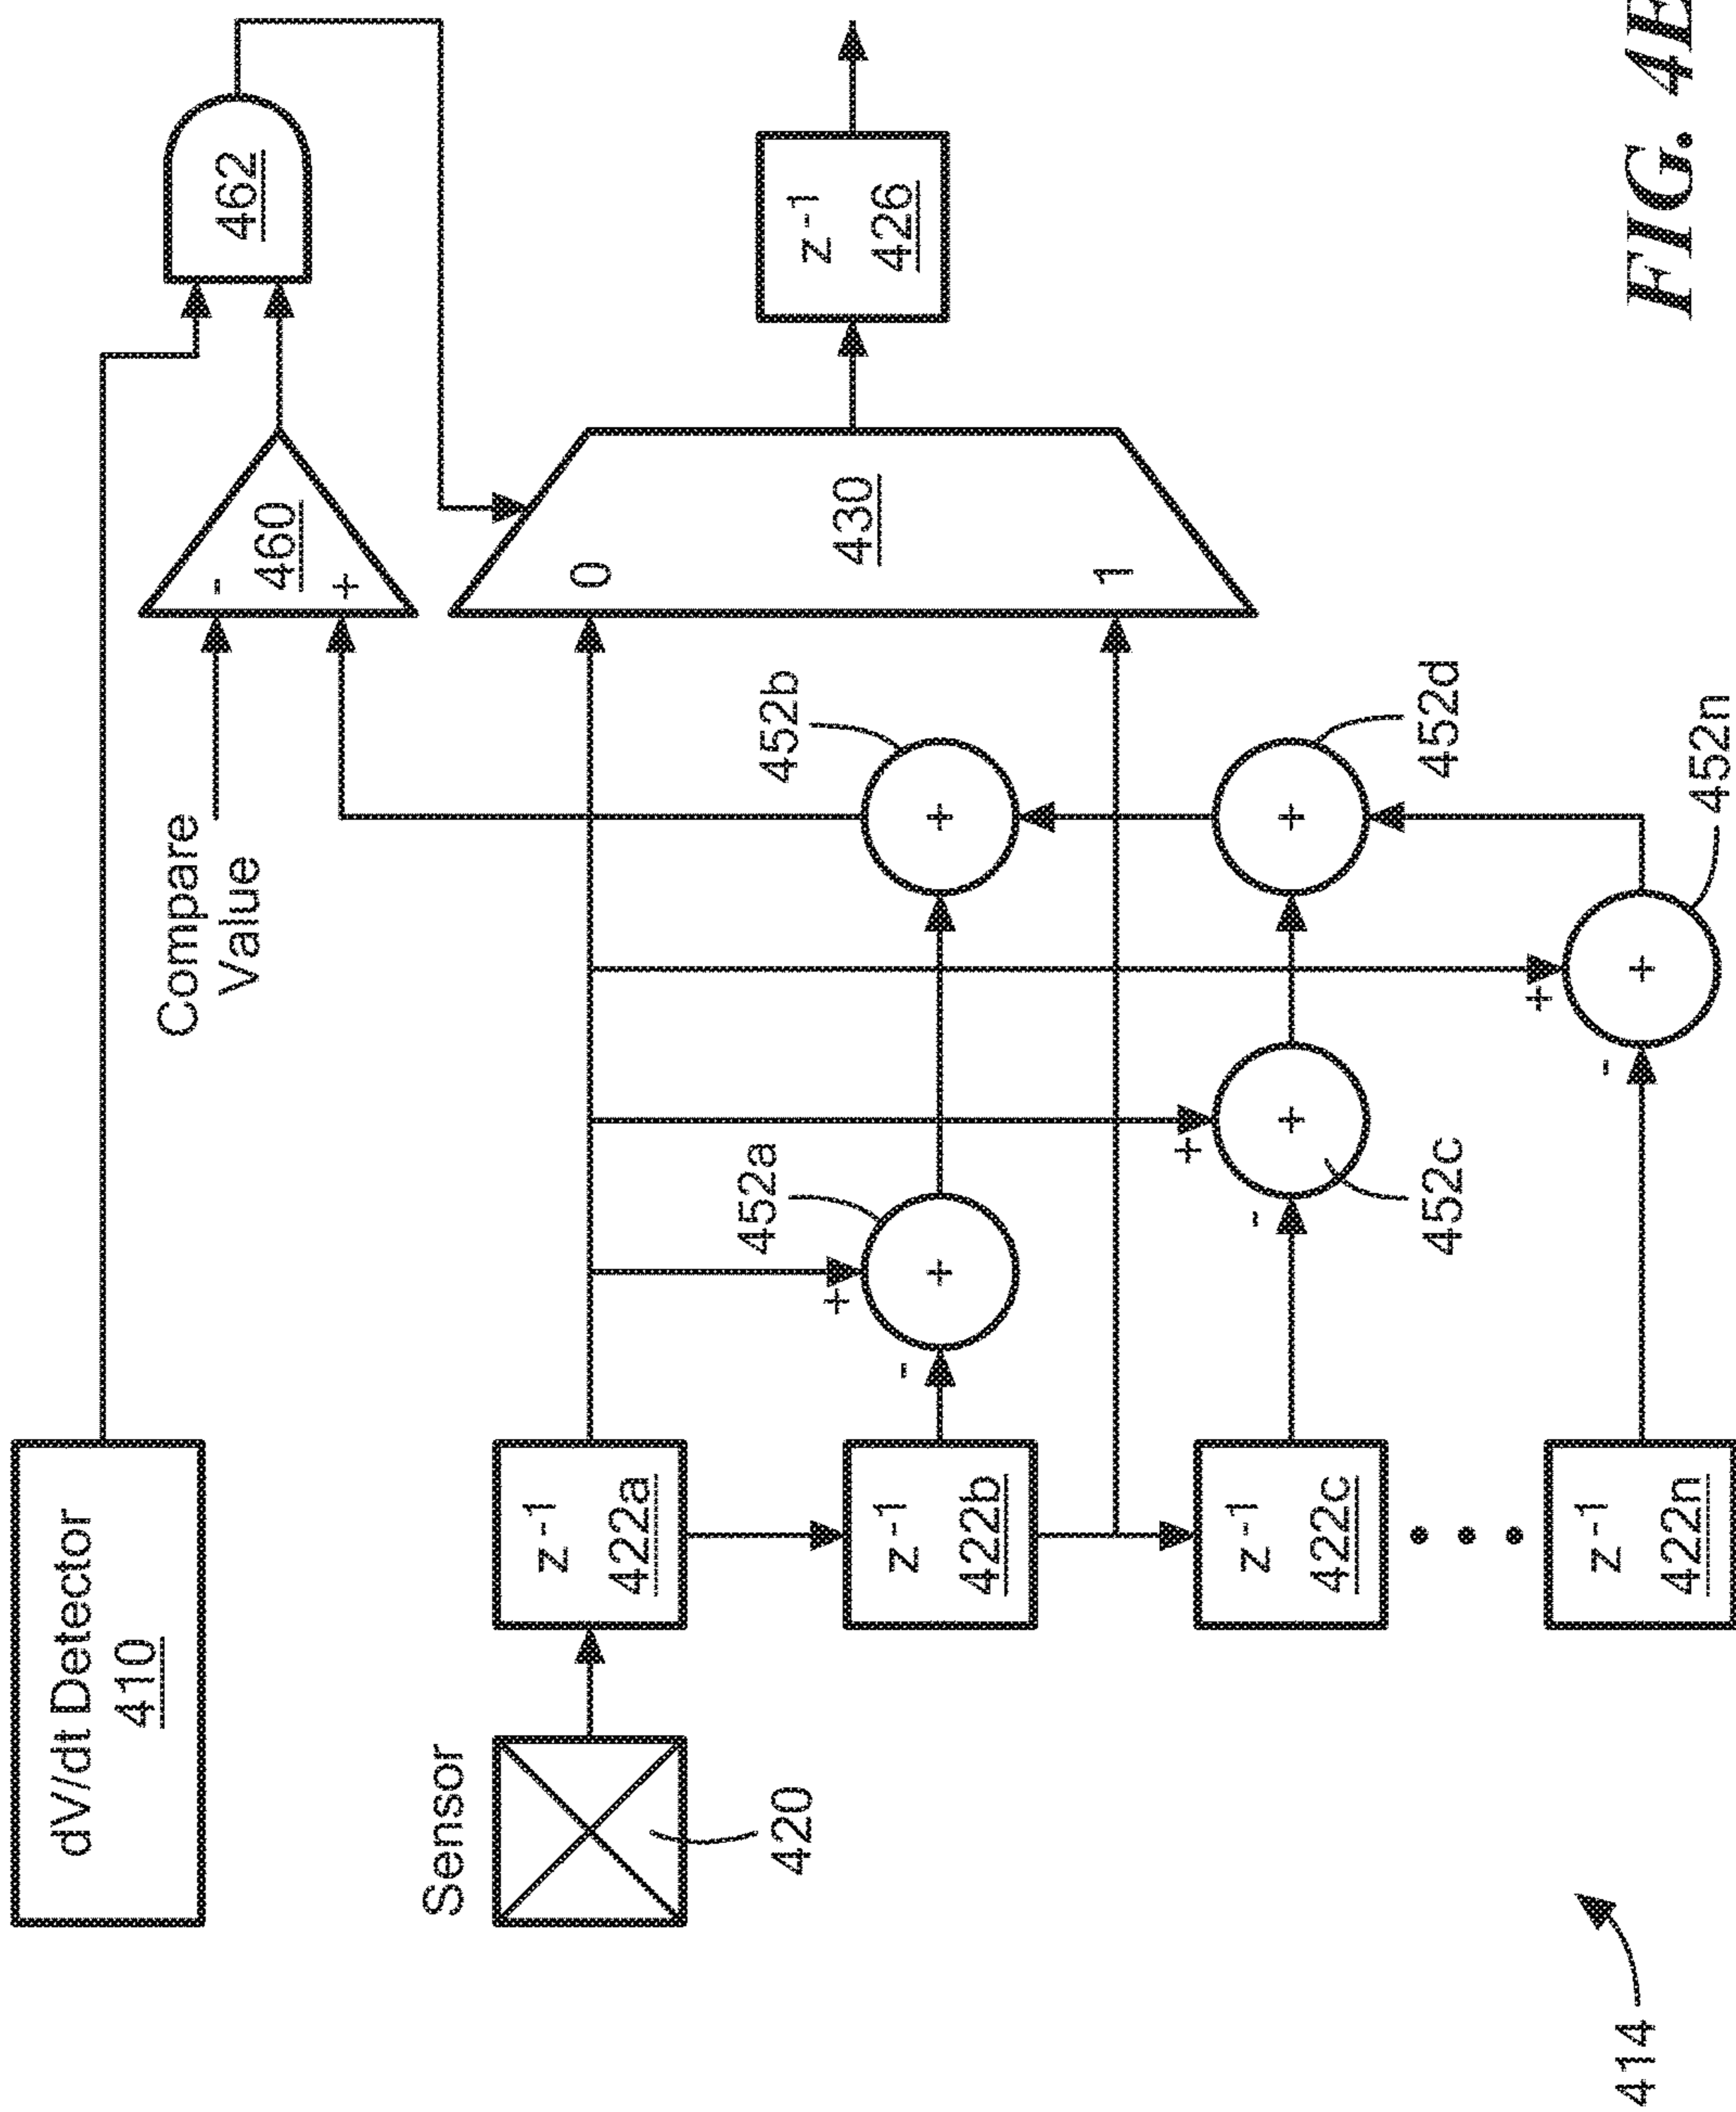 dV/dt Detector
410
Compare
Value
-
460
+
462
Sensor
420
z-1
422a
0
430
1
z-1
426
452a
+
-
+
452b
+
z-1
422b
z-1
422c
+
-
+
452c
452d
+
z-1
422n
+
-
+
452n
414
FIG. 4E